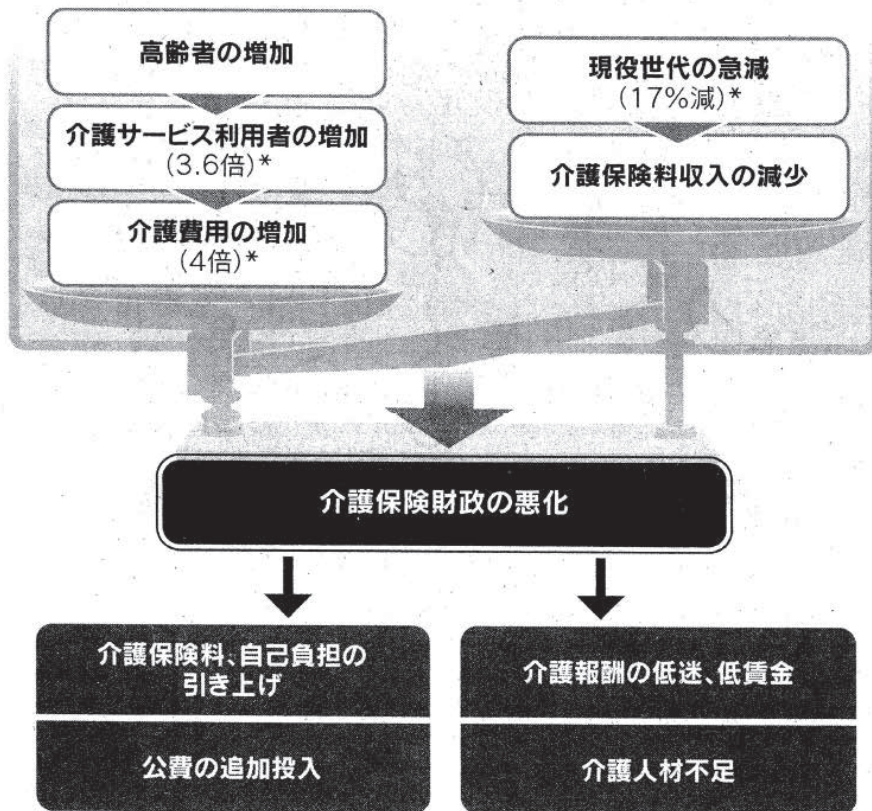 高齢者の増加
介護サービス利用者の増加
(3.6倍)*
介護費用の増加
(4倍)*
現役世代の急減
(17%減)*
介護保険料収入の減少
介護保険財政の悪化
介護保険料、自己負担の
引き上げ
公費の追加投入
介護報酬の低迷、低賃金
介護人材不足